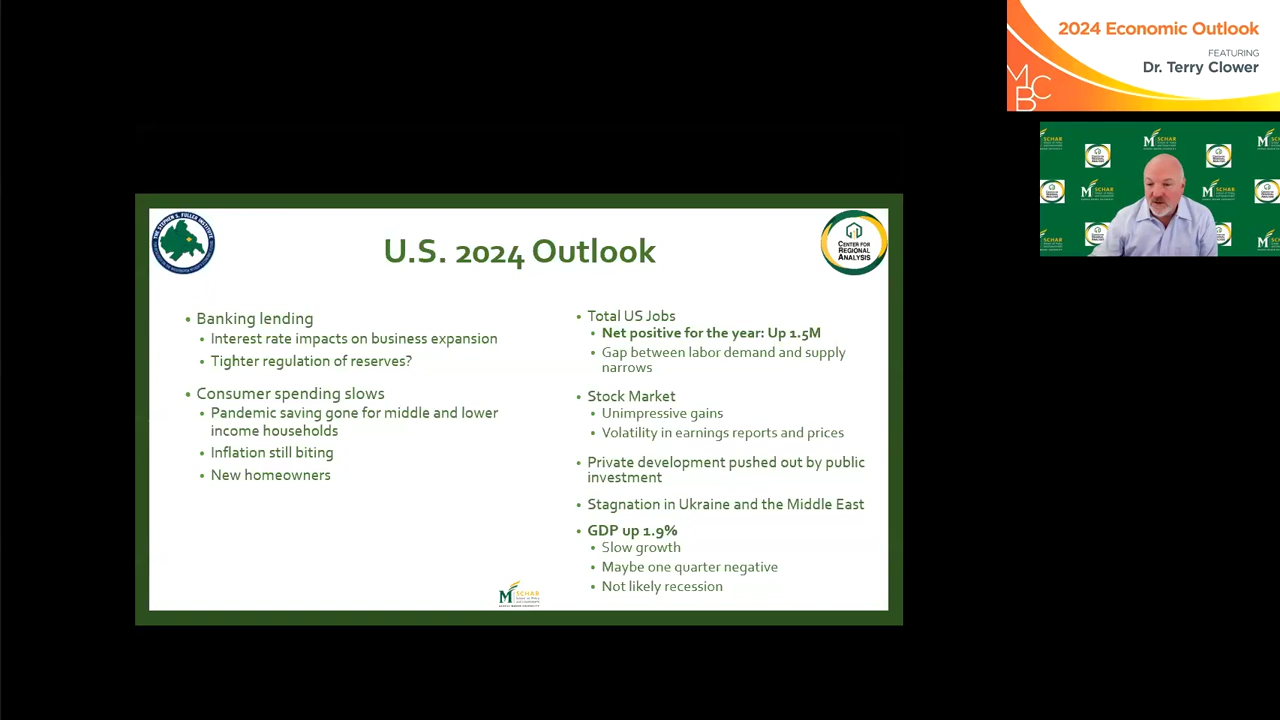 2024 Economic Outlook
FEATURING
Dr. Terry Clower
MCB
U.S. 2024 Outlook
CENTER FOR
REGIONAL
ANALYSIS
• Banking lending
• Interest rate impacts on business expansion
• Tighter regulation of reserves?
• Consumer spending slows
• Pandemic saving gone for middle and lower
income households
• Inflation still biting
• New homeowners
• Total US Jobs
• Net positive for the year: Up 1.5M
• Gap between labor demand and supply
narrows
• Stock Market
• Unimpressive gains
• Volatility in earnings reports and prices
• Private development pushed out by public
investment
• Stagnation in Ukraine and the Middle East
• GDP up 1.9%
• Slow growth
• Maybe one quarter negative
• Not likely recession
M SCHAR
M SCHAR
M SCHAR
M SCHAR